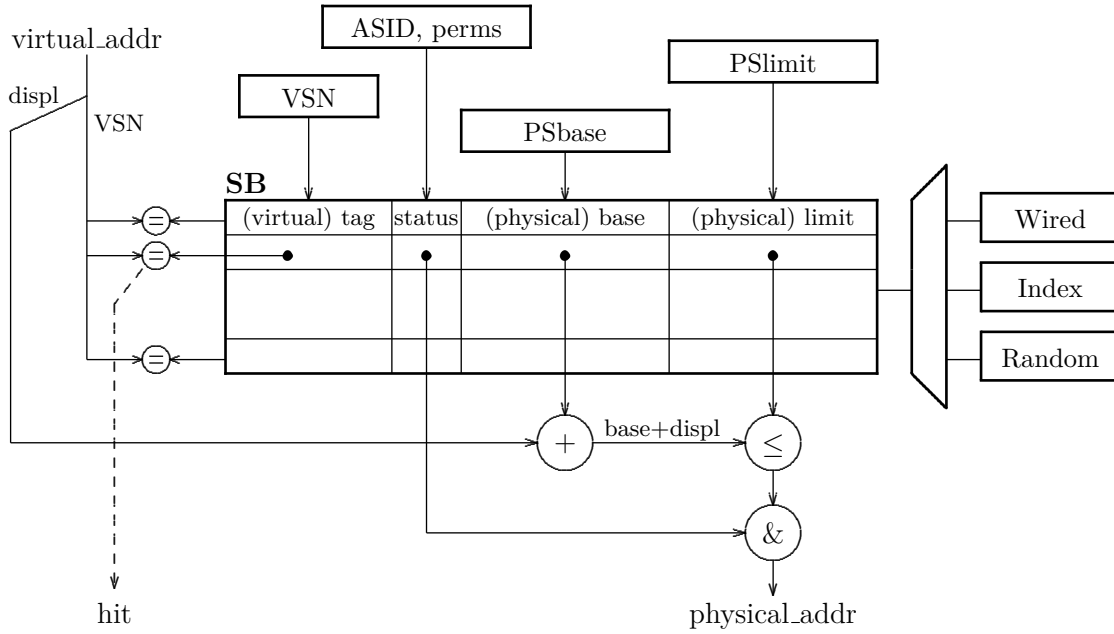 virtual_addr
ASID, perms
PSlimit
displ
VSN
VSN
PSbase
SB
(virtual) tag
status
(physical) base
(physical) limit
=
=
=
Wired
Index
Random
+
base+displ
≤
&
hit
physical_addr